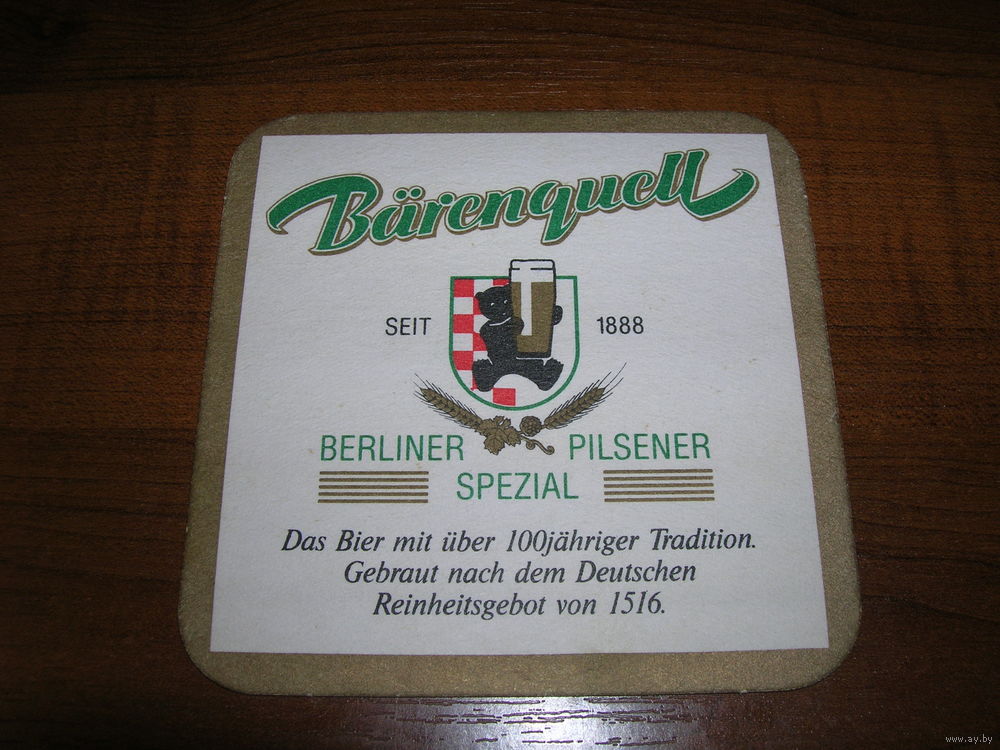 Bärenquell
SEIT 1888
BERLINER PILSENER
SPEZIAL
Das Bier mit über 100jähriger Tradition.
Gebraut nach dem Deutschen
Reinheitsgebot von 1516.
www.ay.by